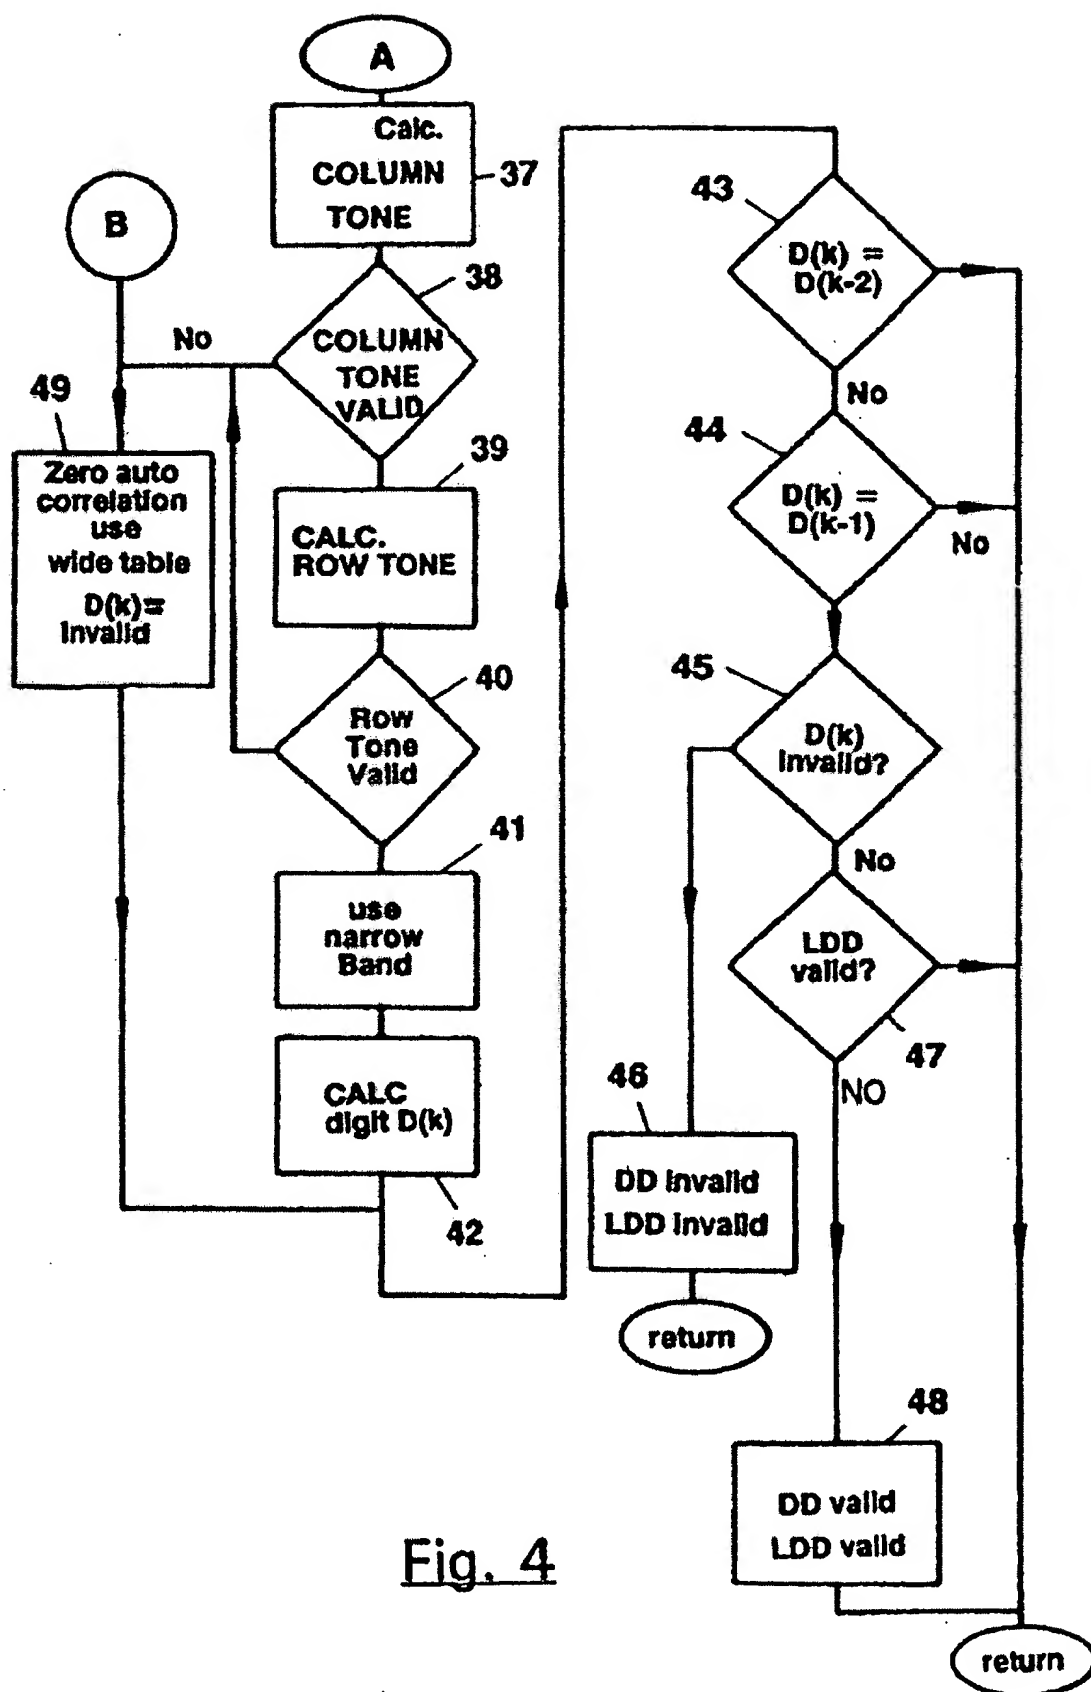 A
Calc.
COLUMN
TONE
37
B
38
No
COLUMN
TONE
VALID
49
Zero auto
correlation
use
wide table
D(k)=
Invalid
39
CALC.
ROW TONE
40
Row
Tone
Valid
41
use
narrow
Band
CALC
digit D(k)
42
43
D(k) =
D(k-2)
No
44
D(k) =
D(k-1)
No
45
D(k)
Invalid?
No
LDD
valid?
47
NO
46
DD Invalid
LDD Invalid
return
48
DD valid
LDD valid
return
Fig. 4